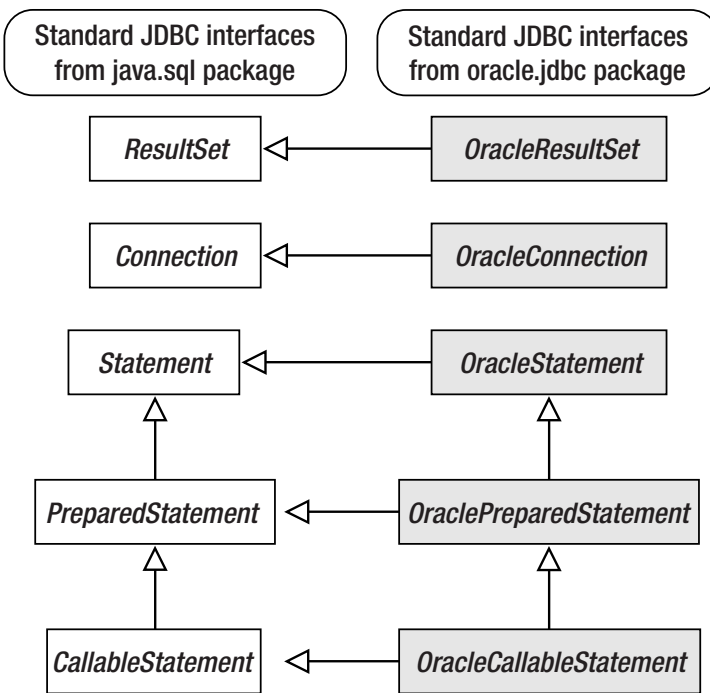 Standard JDBC interfaces
from java.sql package
Standard JDBC interfaces
from oracle.jdbc package
ResultSet
OracleResultSet
Connection
OracleConnection
Statement
OracleStatement
PreparedStatement
OraclePreparedStatement
CallableStatement
OracleCallableStatement